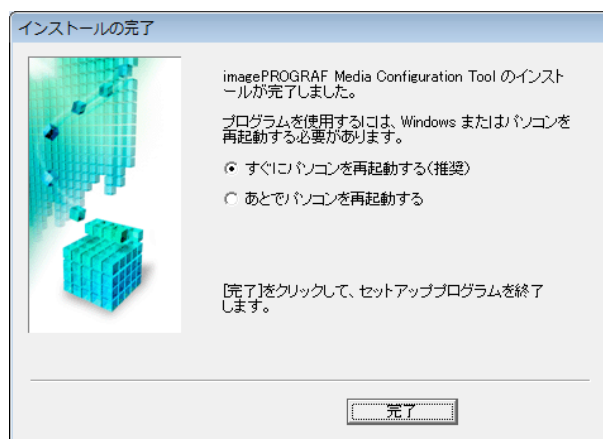 インストールの完了
imagePROGRAF Media Configuration Tool のインスト
ールが完了しました。
プログラムを使用するには、Windows またはパソコンを
再起動する必要があります。
すぐにパソコンを再起動する(推奨)
あとでパソコンを再起動する
[完了]をクリックして、セットアッププログラムを終了
します。
完了